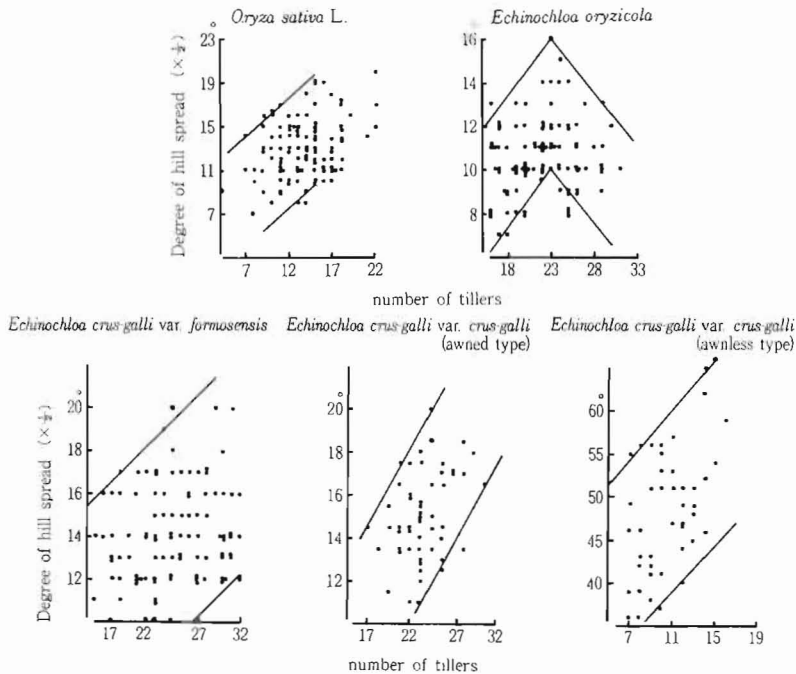 Oryza sativa L.
Echinochloa oryzicola
Degree of hill spread (×½)
23°
19
15
11
7
7 12 17 22
16°
14
12
10
8
18 23 28 33
number of tillers
Echinochloa crus-galli var. formosensis
Echinochloa crus-galli var. crus-galli
(awned type)
Echinochloa crus-galli var. crus-galli
(awnless type)
Degree of hill spread (×½)
20°
18
16
14
12
17 22 27 32
20°
18
16
14
12
17 22 27 32
60°
50
40
7 11 15 19
number of tillers